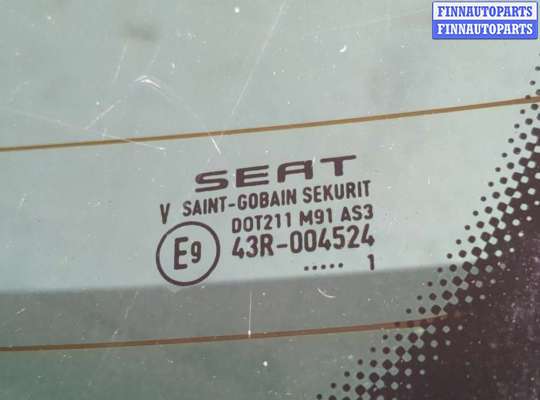 FINNAUTOPARTS
FINNAUTOPARTS
SEAT
V SAINT-GOBAIN SEKURIT
DOT211 M91 AS3
E9 43R-004524
..... 1